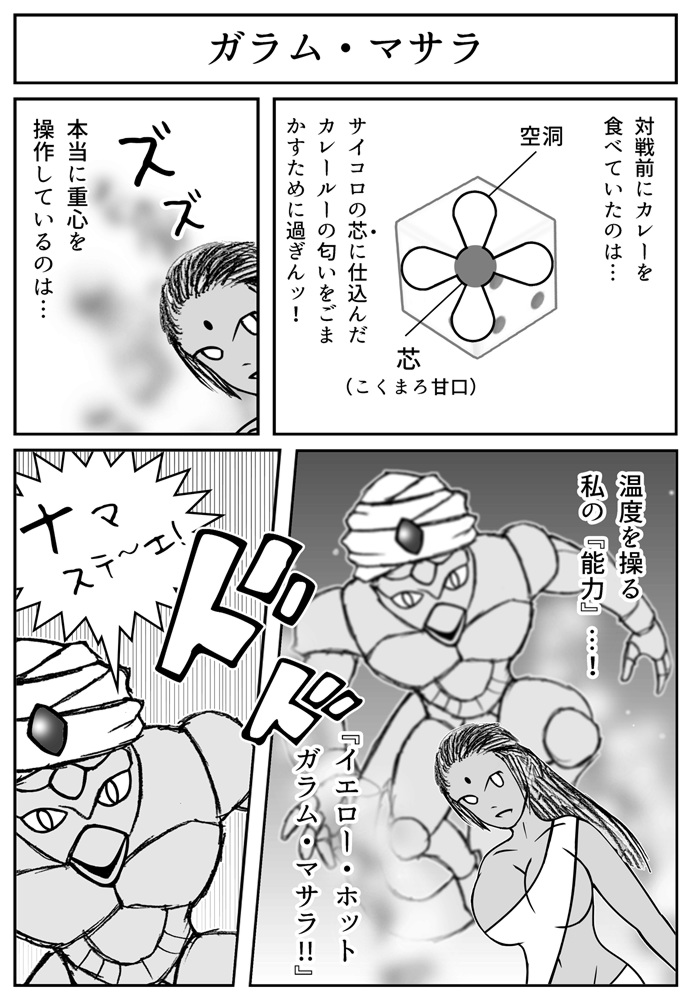 ガラム・マサラ
対戦前にカレーを
食べていたのは…
空洞
芯
（こくまろ甘口）
サイコロの芯に仕込んだ
カレールーの匂いをごま
かすために過ぎんッ！
ズズ
本当に重心を
操作しているのは…
温度を操る
私の『能力』…！
『イエロー・ホット
ガラム・マサラ!!』
ドド
ナマ
ステ～エ！